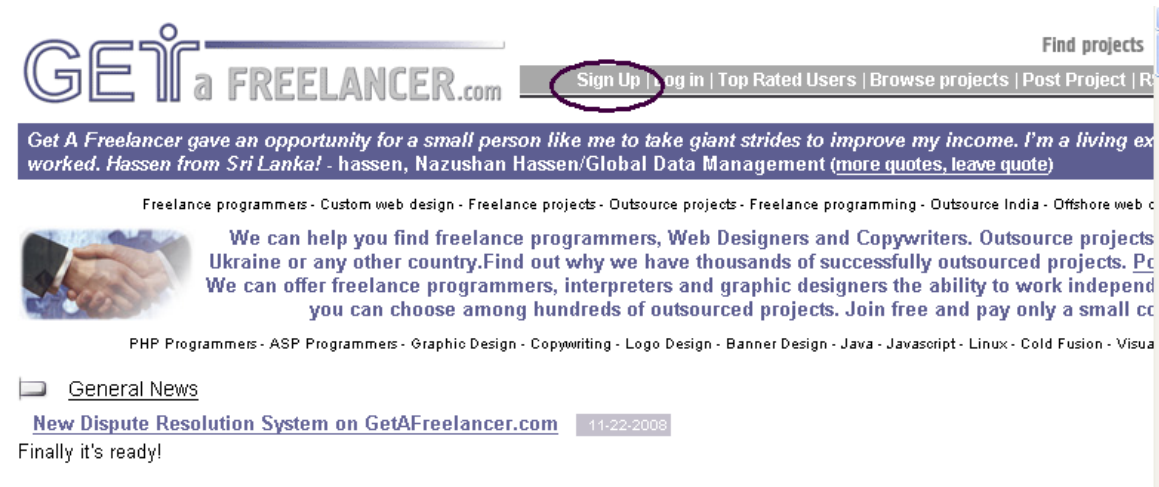 GET a FREELANCER.com
Find projects
Sign Up | Log in | Top Rated Users | Browse projects | Post Project |
Get A Freelancer gave an opportunity for a small person like me to take giant strides to improve my income. I'm a living
worked. Hassen from Sri Lanka! - hassen, Nazushan Hassen/Global Data Management (more quotes, leave quote)
Freelance programmers - Custom web design - Freelance projects - Outsource projects - Freelance programming - Outsource India - Offshore web
We can help you find freelance programmers, Web Designers and Copywriters. Outsource projects
Ukraine or any other country.Find out why we have thousands of successfully outsourced projects.
We can offer freelance programmers, interpreters and graphic designers the ability to work
you can choose among hundreds of outsourced projects. Join free and pay only a small
PHP Programmers - ASP Programmers - Graphic Design - Copywriting - Logo Design - Banner Design - Java - Javascript - Linux - Cold Fusion -
General News
New Dispute Resolution System on GetAFreelancer.com 11-22-2008
Finally it's ready!